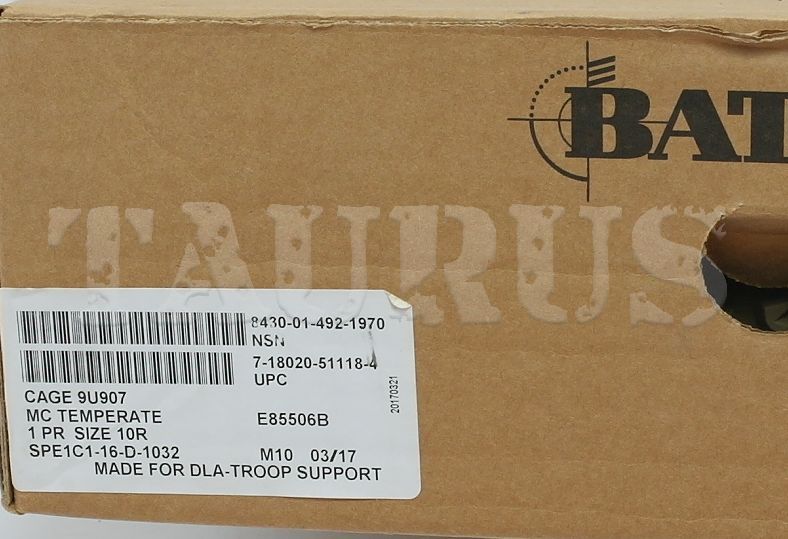 BAT
TAURUS
8430-01-492-1970
NSN
7-18020-51118-4
UPC
20170321
CAGE 9U907
MC TEMPERATE E85506B
1 PR SIZE 10R
SPE1C1-16-D-1032 M10 03/17
MADE FOR DLA-TROOP SUPPORT